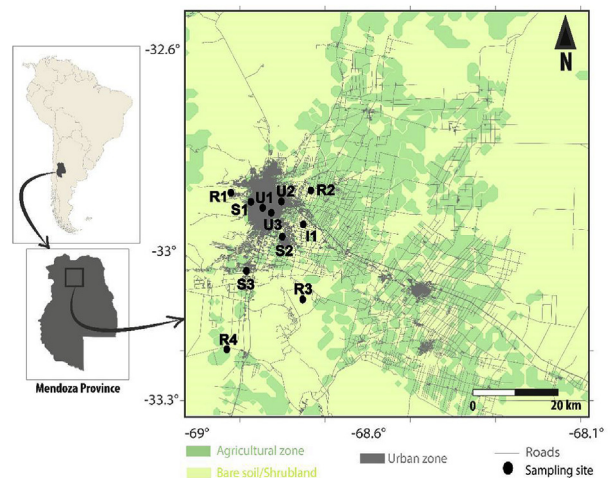 -32.6°
N
R1
S1
U1
U2
R2
U3
I1
S2
-33°
S3
R3
R4
Mendoza Province
0 20 km
-33.3°
-69°
-68.6°
-68.1°
Agricultural zone
Urban zone
Roads
Bare soil/Shrubland
Sampling site